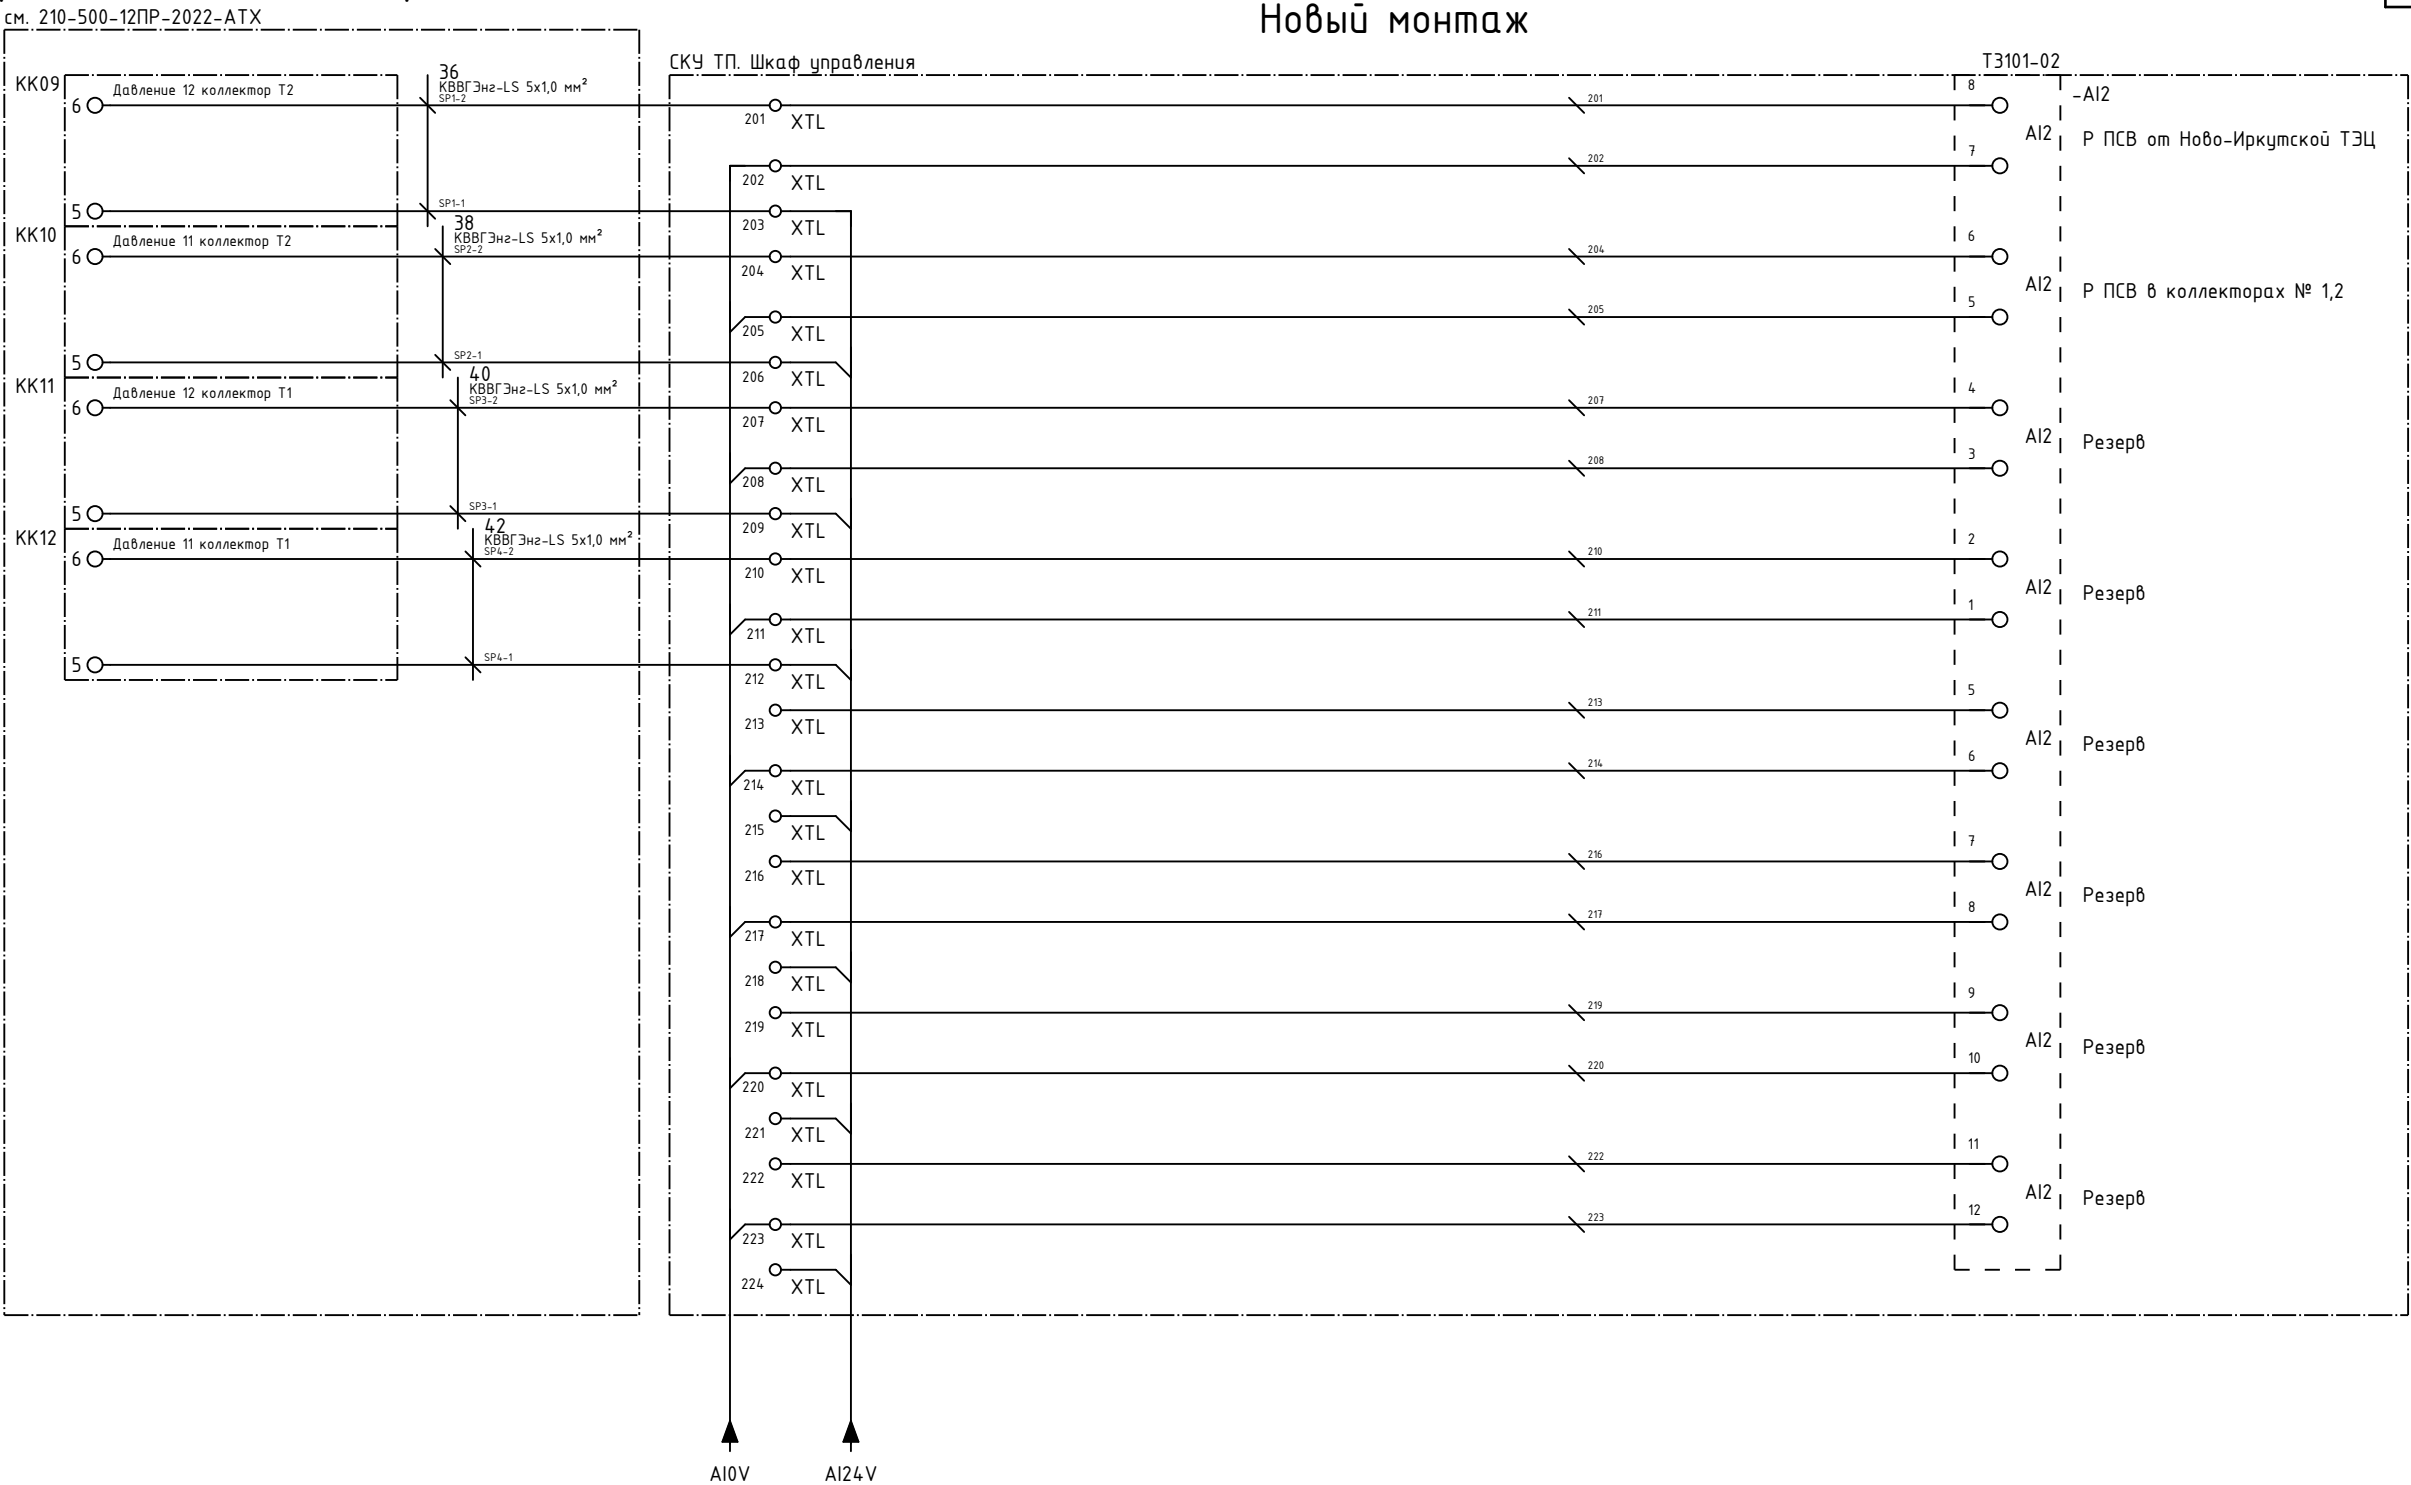 см. 210-500-12ПР-2022-АТХ
Новый монтаж
СКУ ТП. Шкаф управления
Т3101-02
КК09
6
Давление 12 коллектор Т2
36
КВВГЭнг-LS 5х1,0 мм²
SP1-2
201
XTL
201
8
-AI2
AI2
Р ПСВ от Ново-Иркутской ТЭЦ
202
XTL
202
7
5
SP1-1
203
XTL
КК10
6
Давление 11 коллектор Т2
38
КВВГЭнг-LS 5х1,0 мм²
SP2-2
204
XTL
204
6
AI2
Р ПСВ в коллекторах № 1,2
205
XTL
205
5
5
SP2-1
206
XTL
КК11
6
Давление 12 коллектор Т1
40
КВВГЭнг-LS 5х1,0 мм²
SP3-2
207
XTL
207
4
AI2
Резерв
208
XTL
208
3
5
SP3-1
209
XTL
КК12
6
Давление 11 коллектор Т1
42
КВВГЭнг-LS 5х1,0 мм²
SP4-2
210
XTL
210
2
AI2
Резерв
211
XTL
211
1
5
SP4-1
212
XTL
213
XTL
213
5
AI2
Резерв
214
XTL
214
6
215
XTL
216
XTL
216
7
AI2
Резерв
217
XTL
217
8
218
XTL
219
XTL
219
9
AI2
Резерв
220
XTL
220
10
221
XTL
222
XTL
222
11
AI2
Резерв
223
XTL
223
12
224
XTL
AI0V
AI24V